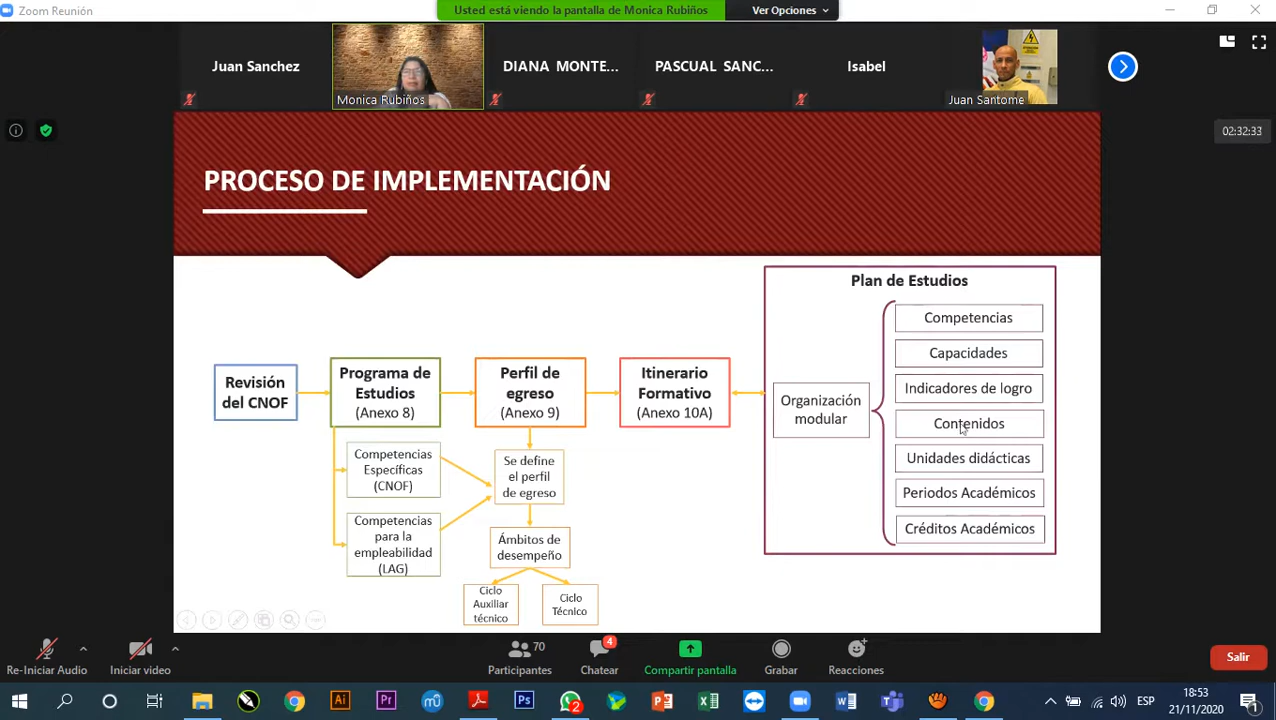 Zoom Reunión
Usted está viendo la pantalla de Monica Rubiños
Ver Opciones
Juan Sanchez
Monica Rubiños
DIANA MONTE...
PASCUAL SANC...
Isabel
Juan Santome
02:32:33
PROCESO DE IMPLEMENTACIÓN
Revisión
del CNOF
Programa de
Estudios
(Anexo 8)
Competencias
Específicas
(CNOF)
Competencias
para la
empleabilidad
(LAG)
Perfil de
egreso
(Anexo 9)
Se define
el perfil
de egreso
Ámbitos de
desempeño
Ciclo
Auxiliar
técnico
Ciclo
Técnico
Itinerario
Formativo
(Anexo 10A)
Plan de Estudios
Organización
modular
Competencias
Capacidades
Indicadores de logro
Contenidos
Unidades didácticas
Periodos Académicos
Créditos Académicos
Re-Iniciar Audio
Iniciar video
70
Participantes
4
Chatear
Compartir pantalla
Grabar
Reacciones
Salir
Ai
Pr
Ps
2
ESP
18:53
21/11/2020
1